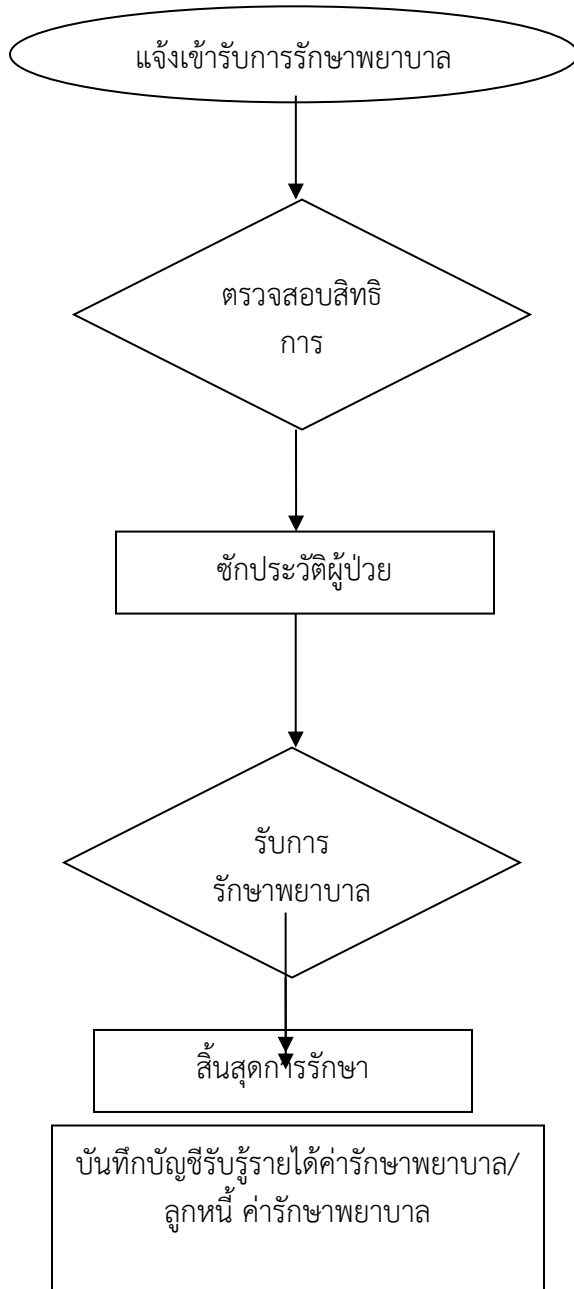 แจ้งเข้ารับการรักษาพยาบาล
ตรวจสอบสิทธิ
การ
ซักประวัติผู้ป่วย
รับการ
รักษาพยาบาล
สิ้นสุดการรักษา
บันทึกบัญชีรับรู้รายได้ค่ารักษาพยาบาล/
ลูกหนี้ ค่ารักษาพยาบาล